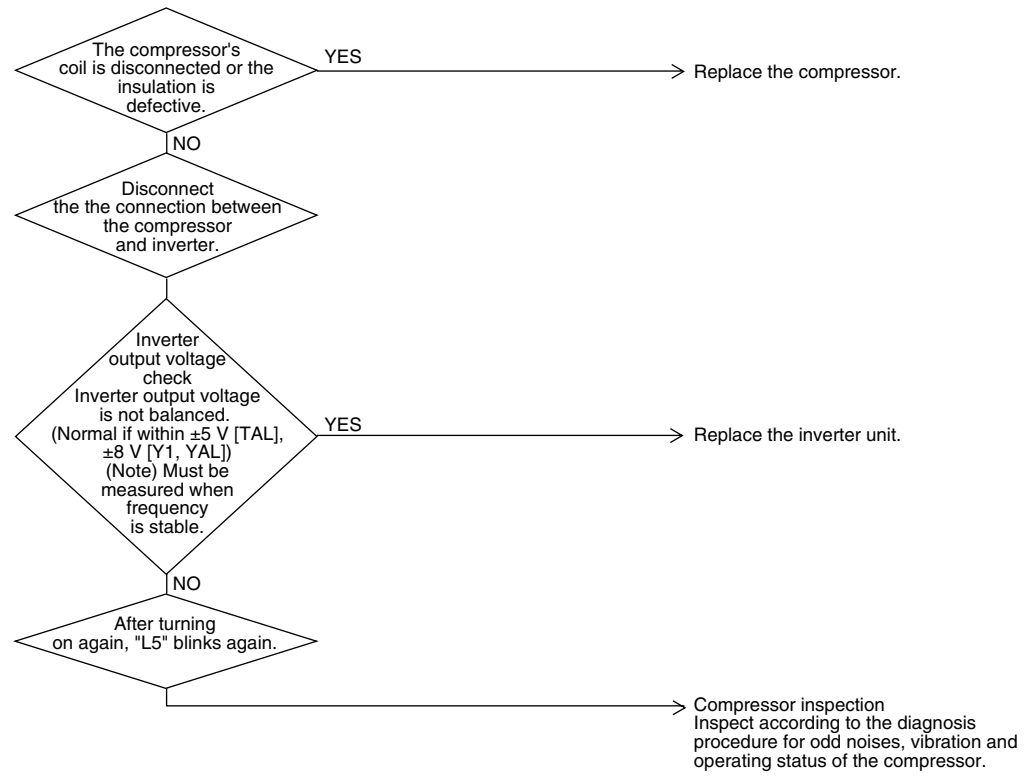 The compressor's
coil is disconnected or the
insulation is
defective.
YES
Replace the compressor.
NO
Disconnect
the the connection between
the compressor
and inverter.
Inverter
output voltage
check
Inverter output voltage
is not balanced.
(Normal if within ±5 V [TAL],
±8 V [Y1, YAL])
(Note) Must be
measured when
frequency
is stable.
YES
Replace the inverter unit.
NO
After turning
on again, "L5" blinks again.
Compressor inspection
Inspect according to the diagnosis
procedure for odd noises, vibration and
operating status of the compressor.